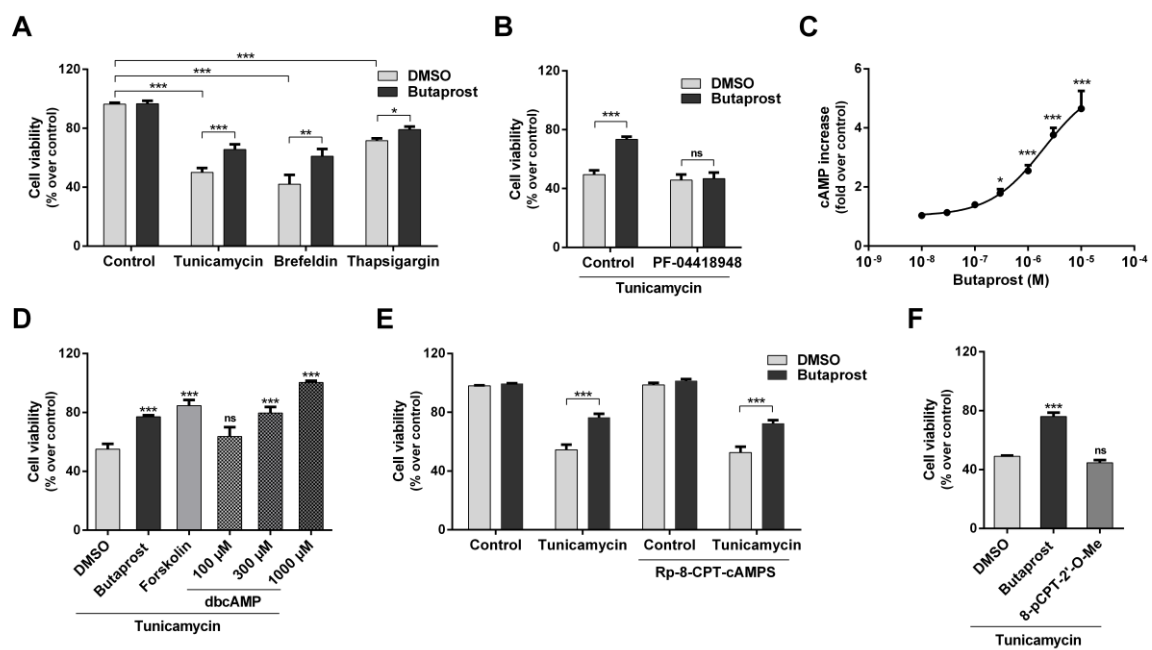 A
***
***
***
***
**
*
DMSO
Butaprost
Cell viability
(% over control)
120
80
40
0
Control
Tunicamycin
Brefeldin
Thapsigargin
B
DMSO
Butaprost
***
ns
Cell viability
(% over control)
120
80
40
0
Control
PF-04418948
Tunicamycin
C
cAMP increase
(fold over control)
6
4
2
0
*
***
***
***
10-9
10-8
10-7
10-6
10-5
10-4
Butaprost (M)
D
Cell viability
(% over control)
120
80
40
0
***
***
ns
***
***
DMSO
Butaprost
Forskolin
100 µM
300 µM
1000 µM
dbcAMP
Tunicamycin
E
DMSO
Butaprost
Cell viability
(% over control)
120
80
40
0
***
***
Control
Tunicamycin
Control
Tunicamycin
Rp-8-CPT-cAMPS
F
Cell viability
(% over control)
120
80
40
0
***
ns
DMSO
Butaprost
8-pCPT-2'-O-Me
Tunicamycin